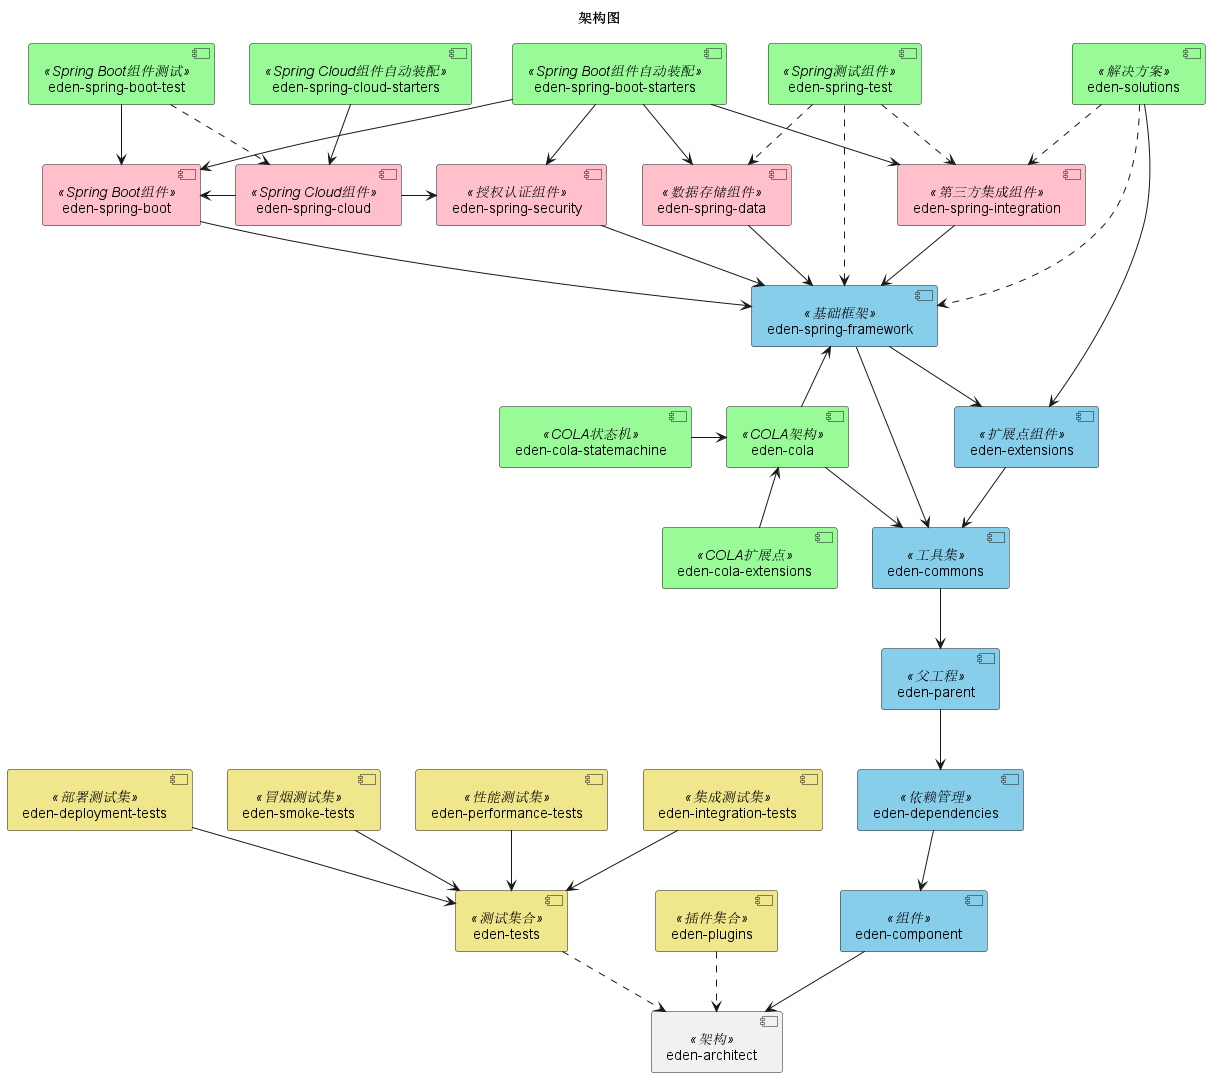 架构图
«Spring Boot组件测试»
eden-spring-boot-test
«Spring Cloud组件自动装配»
eden-spring-cloud-starters
«Spring Boot组件自动装配»
eden-spring-boot-starters
«Spring测试组件»
eden-spring-test
«解决方案»
eden-solutions
«Spring Boot组件»
eden-spring-boot
«Spring Cloud组件»
eden-spring-cloud
«授权认证组件»
eden-spring-security
«数据存储组件»
eden-spring-data
«第三方集成组件»
eden-spring-integration
«基础框架»
eden-spring-framework
«COLA状态机»
eden-cola-statemachine
«COLA架构»
eden-cola
«扩展点组件»
eden-extensions
«COLA扩展点»
eden-cola-extensions
«工具集»
eden-commons
«父工程»
eden-parent
«部署测试集»
eden-deployment-tests
«冒烟测试集»
eden-smoke-tests
«性能测试集»
eden-performance-tests
«集成测试集»
eden-integration-tests
«依赖管理»
eden-dependencies
«测试集合»
eden-tests
«插件集合»
eden-plugins
«组件»
eden-component
«架构»
eden-architect